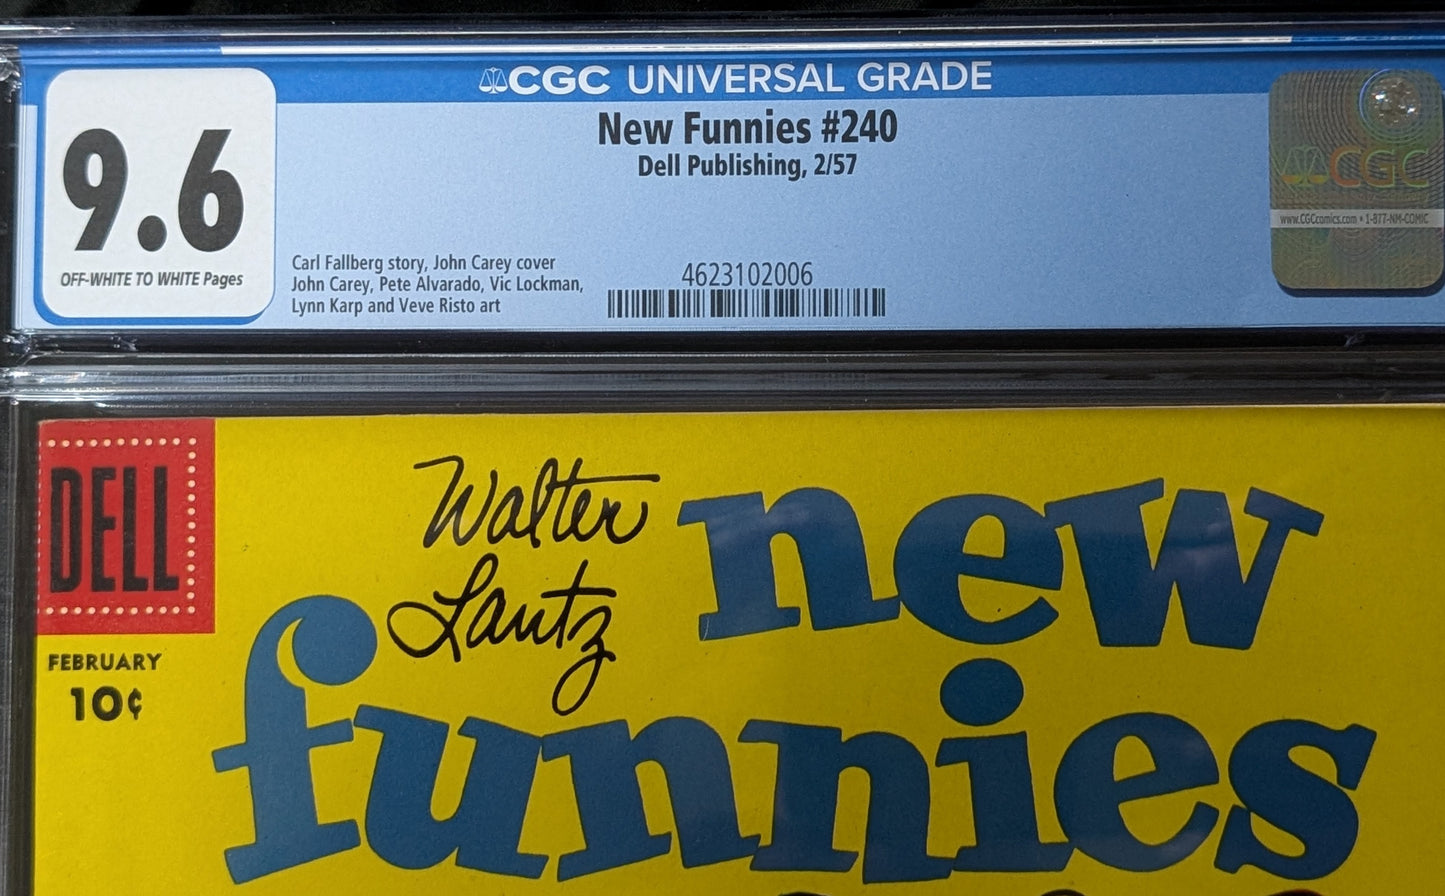 CGC UNIVERSAL GRADE
9.6
OFF-WHITE TO WHITE Pages
New Funnies #240
Dell Publishing, 2/57
Carl Fallberg story, John Carey cover
John Carey, Pete Alvarado, Vic Lockman,
Lynn Karp and Veve Risto art
4623102006
CGC
www.CGCcomics.com • 1-877-NM-COMIC
DELL
FEBRUARY
10¢
Walter
Lantz
new
funnies